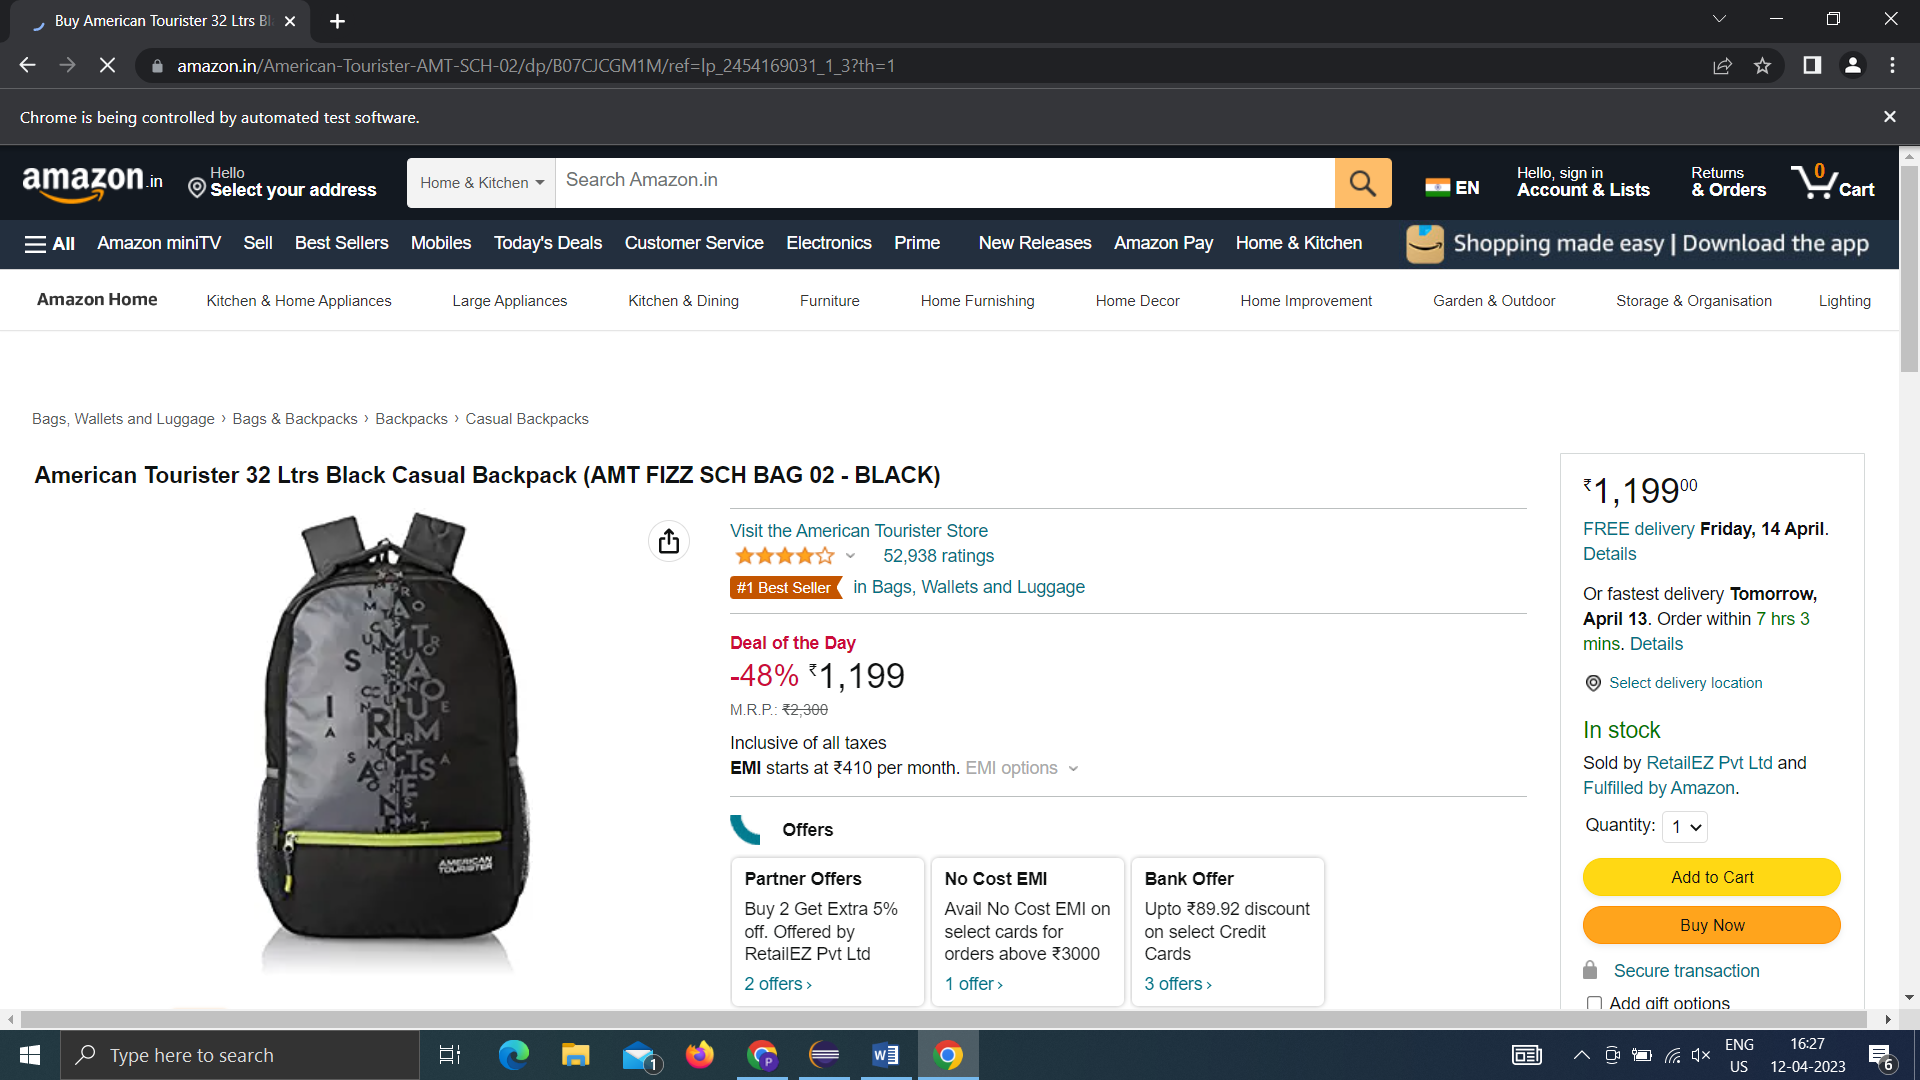 Buy American Tourister 32 Ltrs Bl
amazon.in/American-Tourister-AMT-SCH-02/dp/B07CJCGM1M/ref=lp_2454169031_1_3?th=1
Chrome is being controlled by automated test software.
amazon.in
Hello
Select your address
Home & Kitchen
Search Amazon.in
EN
Hello, sign in
Account & Lists
Returns
& Orders
0
Cart
All
Amazon miniTV
Sell
Best Sellers
Mobiles
Today's Deals
Customer Service
Electronics
Prime
New Releases
Amazon Pay
Home & Kitchen
Shopping made easy | Download the app
Amazon Home
Kitchen & Home Appliances
Large Appliances
Kitchen & Dining
Furniture
Home Furnishing
Home Decor
Home Improvement
Garden & Outdoor
Storage & Organisation
Lighting
Bags, Wallets and Luggage › Bags & Backpacks › Backpacks › Casual Backpacks
American Tourister 32 Ltrs Black Casual Backpack (AMT FIZZ SCH BAG 02 - BLACK)
AMERICAN
TOURISTER
Visit the American Tourister Store
52,938 ratings
#1 Best Seller in Bags, Wallets and Luggage
Deal of the Day
-48% ₹1,199
M.R.P.: ₹2,300
Inclusive of all taxes
EMI starts at ₹410 per month. EMI options
Offers
Partner Offers
Buy 2 Get Extra 5%
off. Offered by
RetailEZ Pvt Ltd
2 offers ›
No Cost EMI
Avail No Cost EMI on
select cards for
orders above ₹3000
1 offer ›
Bank Offer
Upto ₹89.92 discount
on select Credit
Cards
3 offers ›
₹1,19900
FREE delivery Friday, 14 April.
Details
Or fastest delivery Tomorrow,
April 13. Order within 7 hrs 3
mins. Details
Select delivery location
In stock
Sold by RetailEZ Pvt Ltd and
Fulfilled by Amazon.
Quantity: 1
Add to Cart
Buy Now
Secure transaction
Add gift options
Type here to search
1
P
ENG
US
16:27
12-04-2023
6